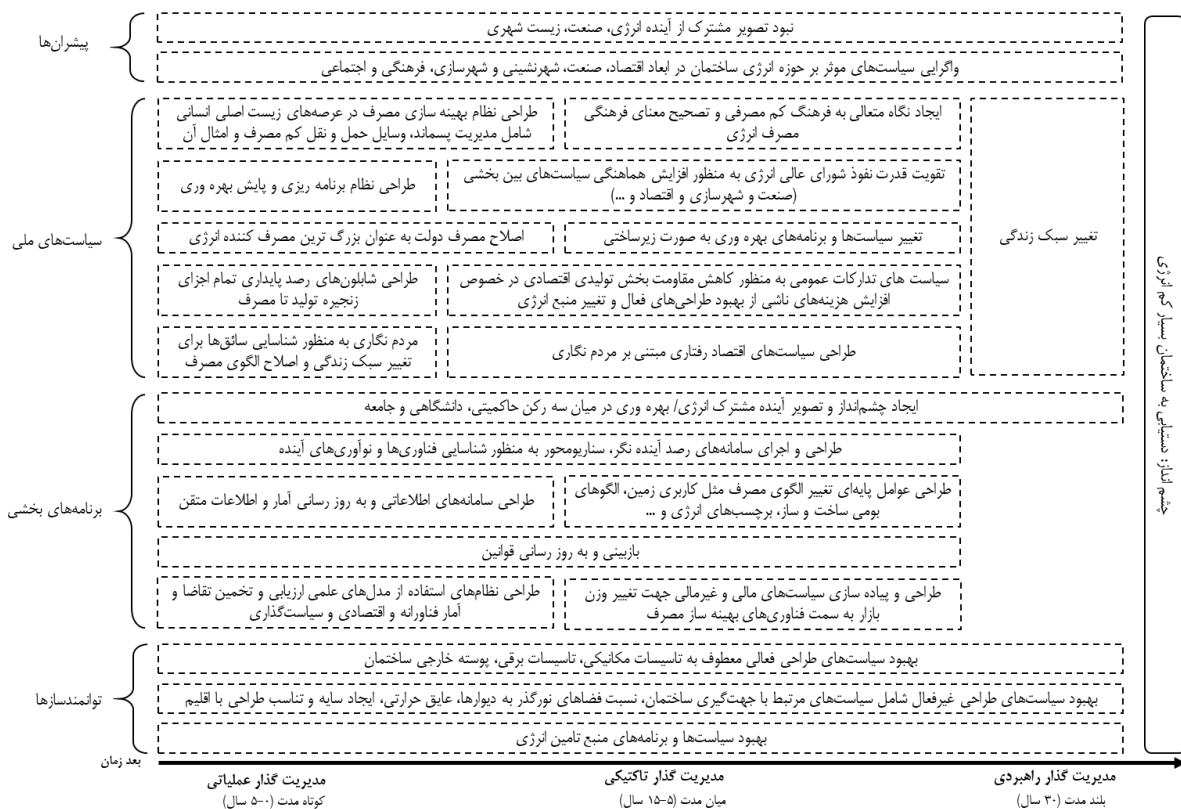 پیشران‌ها
نبود تصویر مشترک از آینده انرژی، صنعت، زیست شهری
واگرایی سیاست‌های موثر بر حوزه انرژی ساختمان در ابعاد اقتصاد، صنعت، شهرنشینی و شهرسازی، فرهنگی و اجتماعی
سیاست‌های ملی
تغییر سبک زندگی
ایجاد نگاه متعالی به فرهنگ کم مصرفی و تصحیح معنای فرهنگی
مصرف انرژی
طراحی نظام بهینه سازی مصرف در عرصه‌های زیست اصلی انسانی
شامل مدیریت پسماند، وسایل حمل و نقل کم مصرف و امثال آن
تقویت قدرت نفوذ شورای عالی انرژی به منظور افزایش هماهنگی سیاست‌های بین بخشی
(صنعت و شهرسازی و اقتصاد و ...)
طراحی نظام برنامه ریزی و پایش بهره وری
تغییر سیاست‌ها و برنامه‌های بهره وری به صورت زیرساختی
اصلاح مصرف دولت به عنوان بزرگ ترین مصرف کننده انرژی
سیاست های تدارکات عمومی به منظور کاهش مقاومت بخش تولیدی اقتصادی در خصوص
افزایش هزینه‌های ناشی از بهبود طراحی‌های فعال و تغییر منبع انرژی
طراحی شابلون‌های رصد پایداری تمام اجزای
زنجیره تولید تا مصرف
طراحی سیاست‌های اقتصاد رفتاری مبتنی بر مردم نگاری
مردم نگاری به منظور شناسایی سائق‌ها برای
تغییر سبک زندگی و اصلاح الگوی مصرف
برنامه‌های بخشی
ایجاد چشم‌انداز و تصویر آینده مشترک انرژی/ بهره وری در میان سه رکن حاکمیتی، دانشگاهی و جامعه
طراحی و اجرای سامانه‌های رصد آینده نگر، سناریومحور به منظور شناسایی فناوری‌ها و نوآوری‌های آینده
طراحی عوامل پایه‌ای تغییر الگوی مصرف مثل کاربری زمین، الگوهای
بومی ساخت و ساز، برچسب‌های انرژی و ...
طراحی سامانه‌های اطلاعاتی و به روز رسانی آمار و اطلاعات متقن
بازبینی و به روز رسانی قوانین
طراحی و پیاده سازی سیاست‌های مالی و غیرمالی جهت تغییر وزن
بازار به سمت فناوری‌های بهینه ساز مصرف
طراحی نظام‌های استفاده از مدل‌های علمی ارزیابی و تخمین تقاضا و
آمار فناورانه و اقتصادی و سیاست‌گذاری
توانمندسازها
بهبود سیاست‌های طراحی فعالی معطوف به تاسیسات مکانیکی، تاسیسات برقی، پوسته خارجی ساختمان
بهبود سیاست‌های طراحی غیرفعال شامل سیاست‌های مرتبط با جهت‌گیری ساختمان، نسبت فضاهای نورگذر به دیوارها، عایق حرارتی، ایجاد سایه و تناسب طراحی با اقلیم
بهبود سیاست‌ها و برنامه‌های منبع تامین انرژی
چشم انداز: دستیابی به ساختمان بسیار کم انرژی
بعد زمان
مدیریت گذار راهبردی
بلند مدت (۳۰ سال)
مدیریت گذار تاکتیکی
میان مدت (۵–۱۵ سال)
مدیریت گذار عملیاتی
کوتاه مدت (۰–۵ سال)